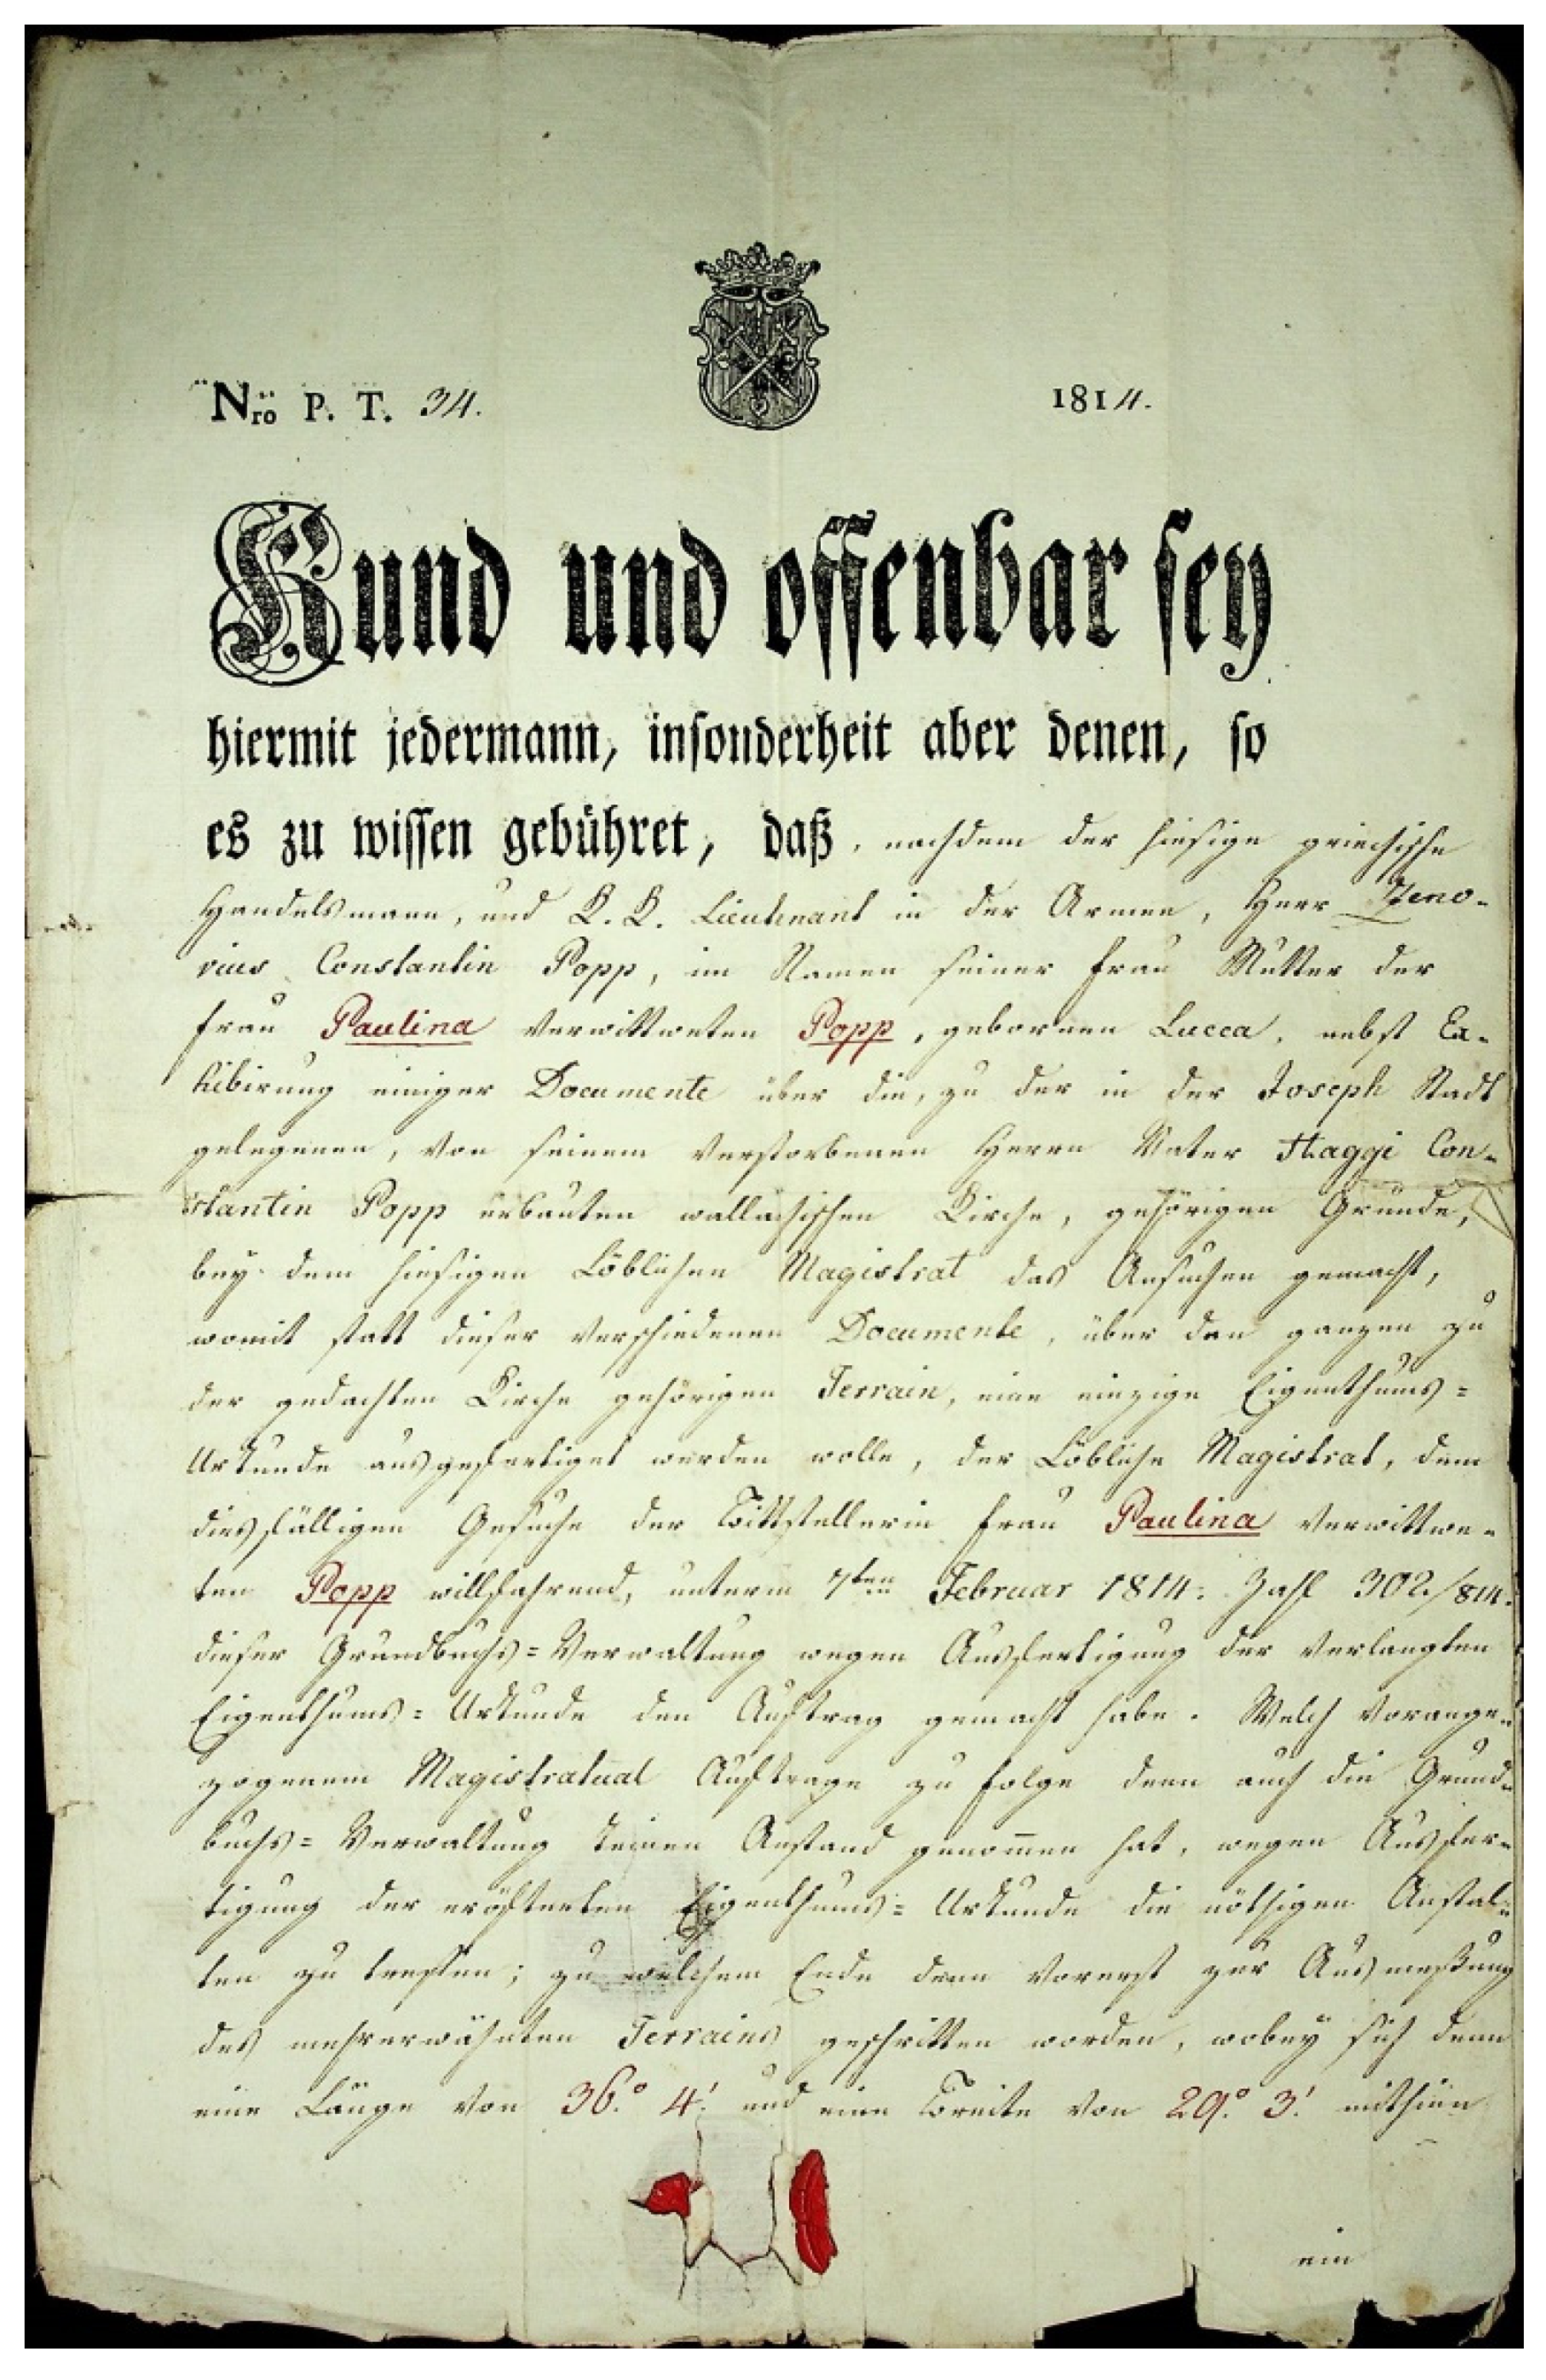 Nrö P. T. 34. 1814.
Kund und offenbar sey
hiermit jedermann, insonderheit aber denen, so
es zu wissen gebühret, daß, nachdem der hiesige griechische
Handelsmann, und K. K. Lieutenant in der Armee, Herr Zeno-
vius Constantin Popp, im Namen seiner Frau Mutter der
Frau Paulina verwittweten Popp, gebornen Lucca, nebst Ex-
hibirung einiger Documente über die, zu der in der Joseph Stadt
gelegenen, von seinem verstorbenen Herrn Vater Haggi Con-
stantin Popp erbauten wallachischen Kirche, gehörigen Gründe,
bey dem hiesigen Löblichen Magistrat das Ansuchen gemacht,
womit statt dieser verschiedenen Documente, über den ganzen zu
der gedachten Kirche gehörigen Terrain, eine einzige Eigenthums=
Urkunde ausgefertiget werden wolle, der Löbliche Magistrat, dem
diesfälligen Gesuche der Bittstellerin Frau Paulina verwittwe-
ten Popp willfahrend, unterm 7ten Februar 1814. Zahl 302./814.
dieser Grundbuchs=Verwaltung wegen Ausfertigung der verlangten
Eigenthums=Urkunde den Auftrag gemacht habe. Welch vorange-
zogenem Magistratual Auftrage zu folge denn auch die Grund-
buchs=Verwaltung keinen Anstand genommen hat, wegen Ausfer-
tigung der eröfterten Eigenthums=Urkunde die nöthigen Anstal-
ten zu treffen; zu welchem Ende denn vorerst zur Ausmeßung
des mehrerwähnten Terrains geschritten worden, wobey sich denn
eine Länge von 36.° 4.' und eine Breite von 29.° 3.' mithin
ein